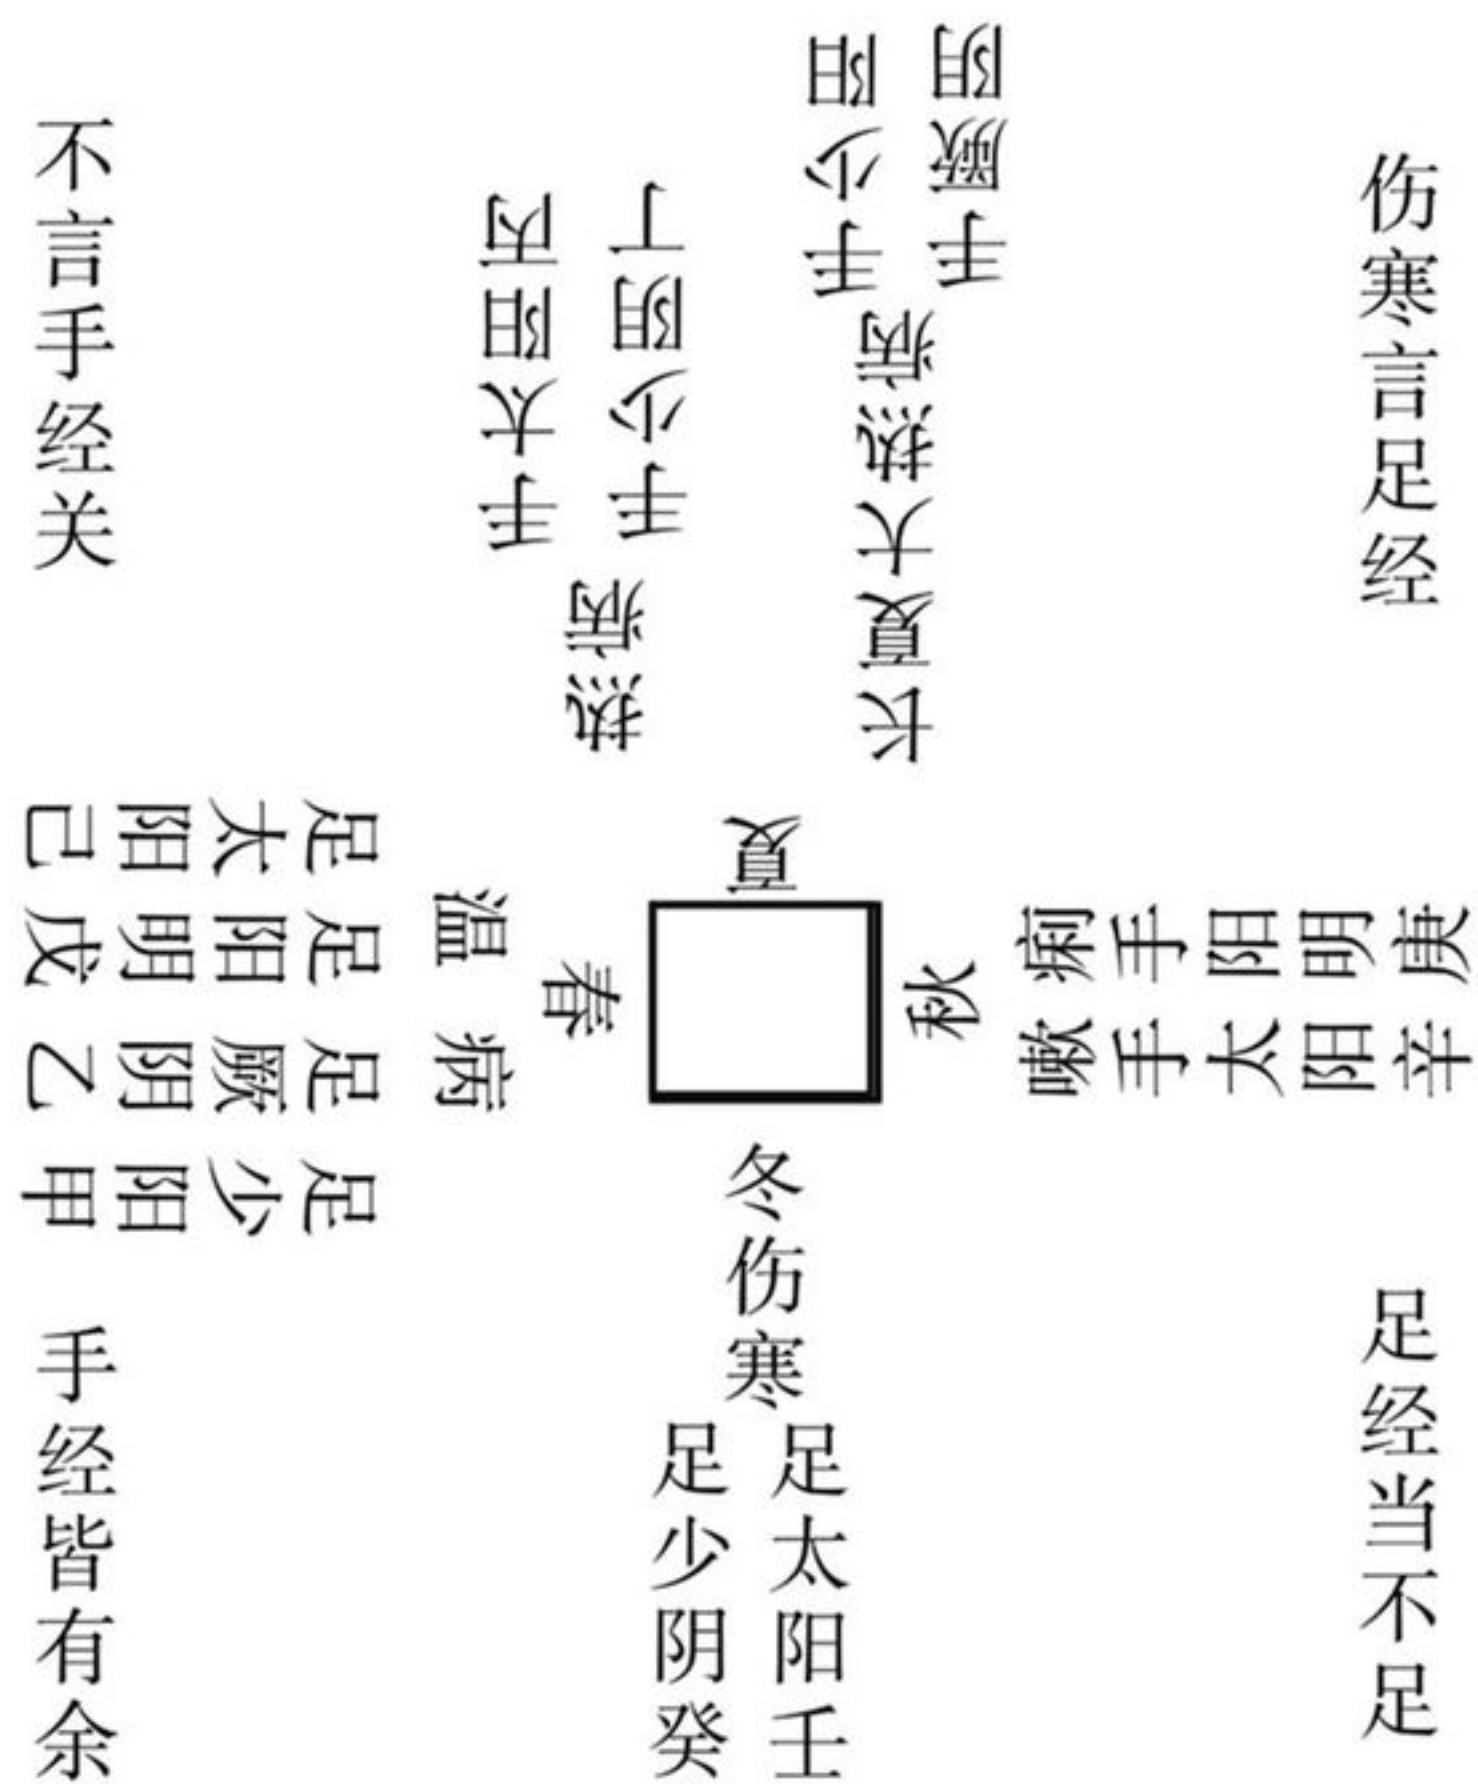 伤寒言足经
不言手经关
长夏大热病
手少阳
手厥阴
夏
热病
手太阳丙
手少阴丁
春
温病
足太阳己
足阳明戊
足厥阴乙
足少阳甲
秋
痢手阳明庚
嗽手太阳辛
冬伤寒
足太阳壬
足少阴癸
足经当不足
手经皆有余